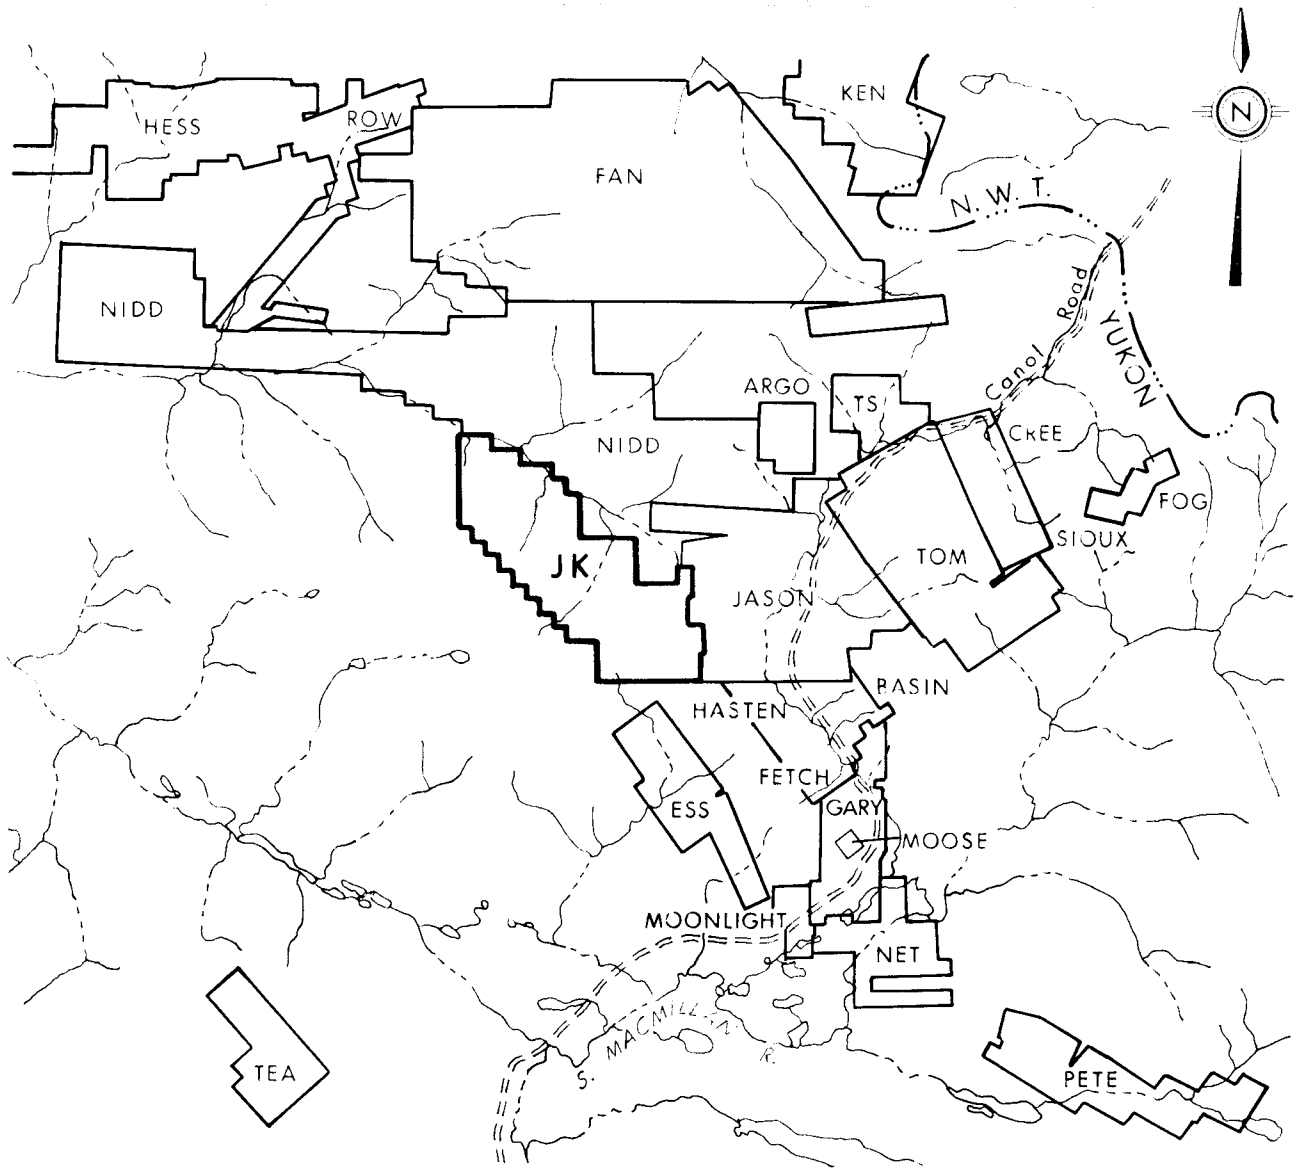 KEN
N
HESS
ROW
FAN
N. W. T.
NIDD
Canol Road
YUKON
ARGO
TS
NIDD
CREE
FOG
SIOUX
TOM
JK
JASON
BASIN
HASTEN
FETCH
ESS
GARY
MOOSE
MOONLIGHT
NET
S. MACMILLAN R.
TEA
PETE